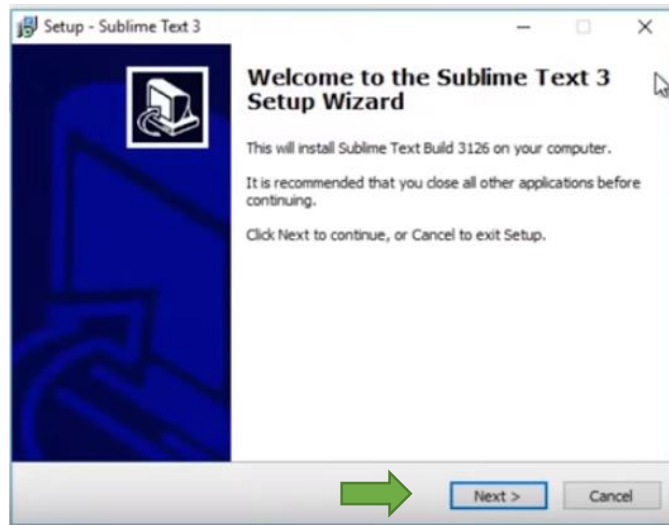 Setup - Sublime Text 3
Welcome to the Sublime Text 3
Setup Wizard
This will install Sublime Text Build 3126 on your computer.
It is recommended that you close all other applications before
continuing.
Click Next to continue, or Cancel to exit Setup.
Next >
Cancel